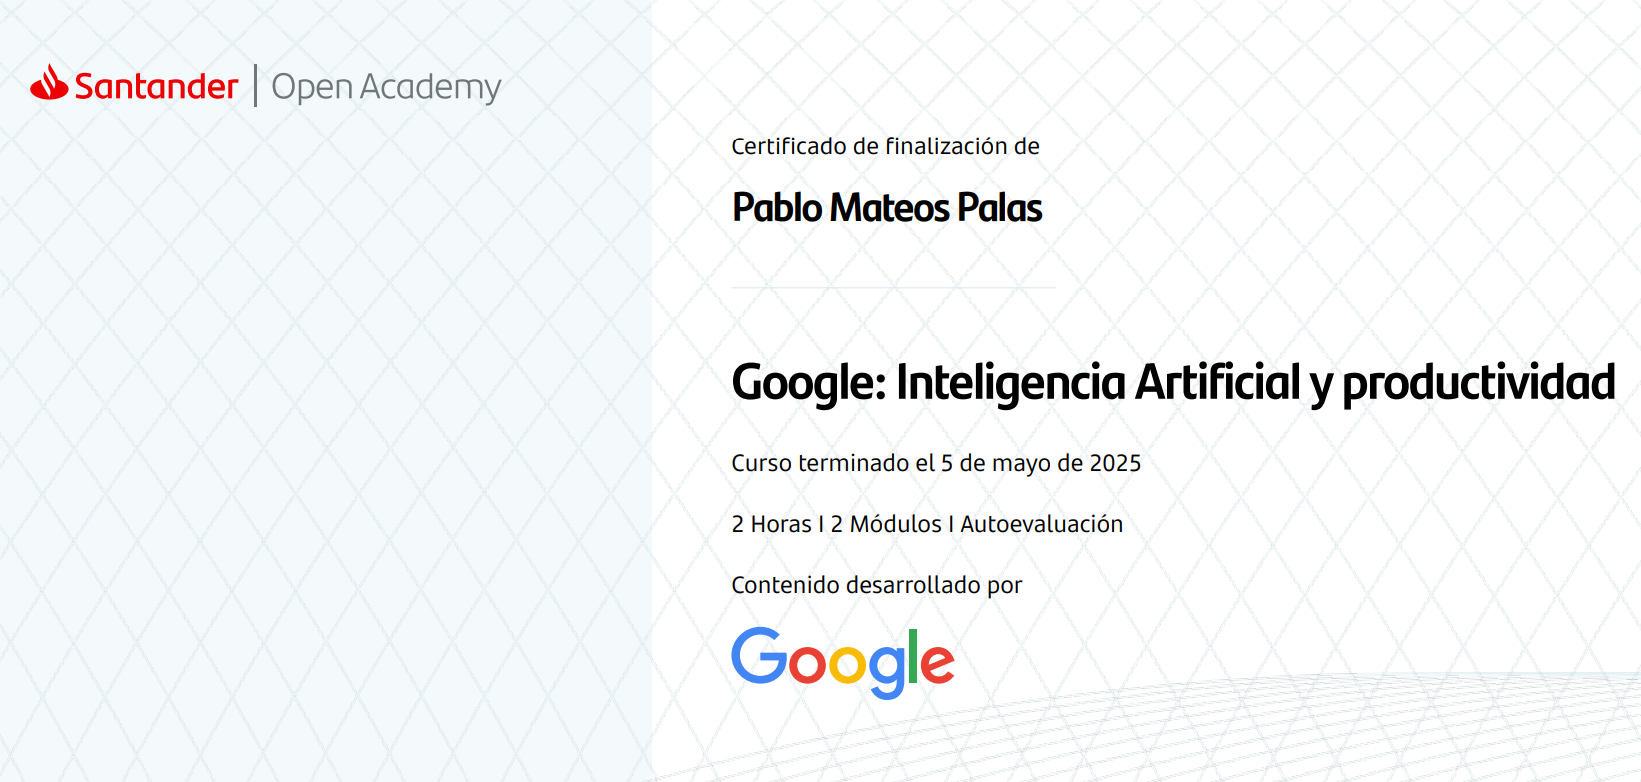 Santander | Open Academy
Certificado de finalización de
Pablo Mateos Palas
Google: Inteligencia Artificial y productividad
Curso terminado el 5 de mayo de 2025
2 Horas I 2 Módulos I Autoevaluación
Contenido desarrollado por
Google